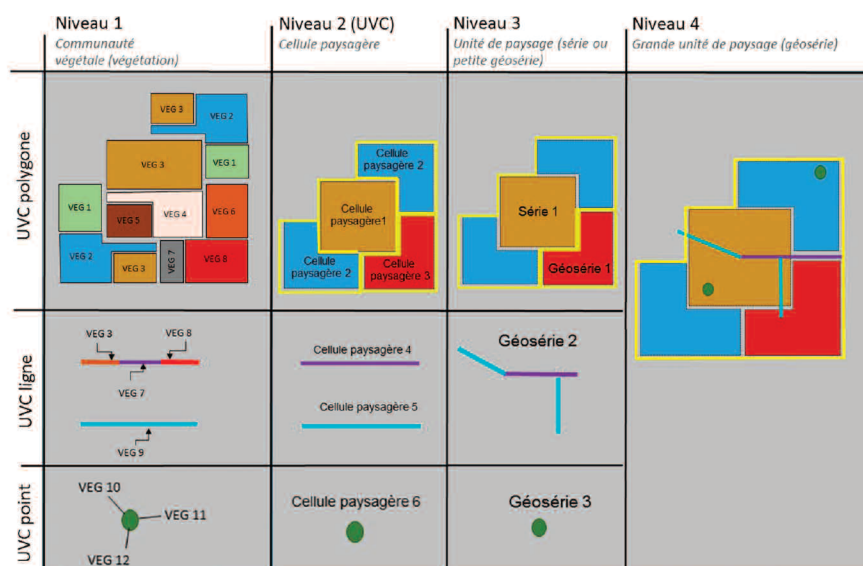 Niveau 1
Communauté
végétale (végétation)
Niveau 2 (UVC)
Cellule paysagère
Niveau 3
Unité de paysage (série ou
petite géosérie)
Niveau 4
Grande unité de paysage (géosérie)
UVC polygone
VEG 3
VEG 2
VEG 3
VEG 1
VEG 1
VEG 5
VEG 4
VEG 6
VEG 2
VEG 3
VEG 7
VEG 8
Cellule
paysagère 2
Cellule
paysagère1
Cellule
paysagère 2
Cellule
paysagère 3
Série 1
Géosérie 1
UVC ligne
VEG 3
VEG 8
VEG 7
VEG 9
Cellule paysagère 4
Cellule paysagère 5
Géosérie 2
UVC point
VEG 10
VEG 11
VEG 12
Cellule paysagère 6
Géosérie 3